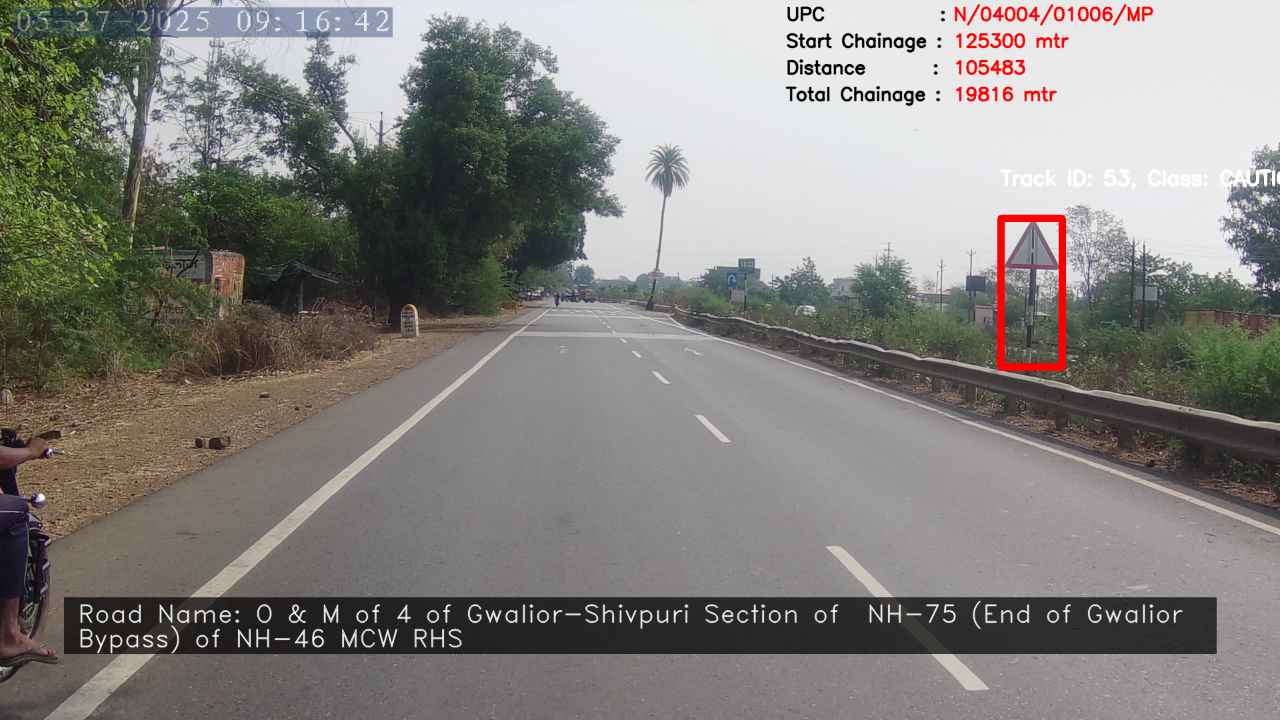 05-27-2025 09:16:42
UPC : N/04004/01006/MP
Start Chainage : 125300 mtr
Distance : 105483
Total Chainage : 19816 mtr
Track ID: 53, Class: CAUTIO
Road Name: O & M of 4 of Gwalior-Shivpuri Section of NH-75 (End of Gwalior
Bypass) of NH-46 MCW RHS